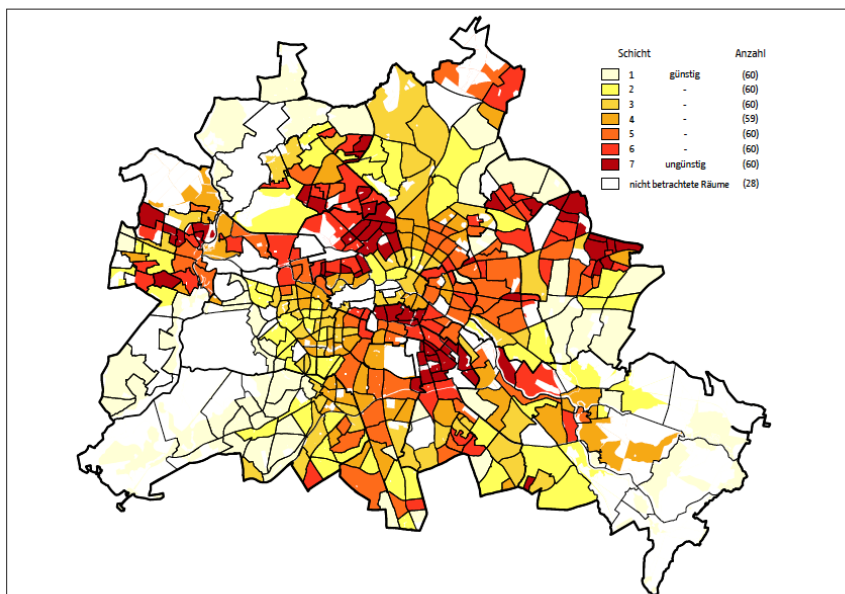 Schicht Anzahl
1 günstig (60)
2 - (60)
3 - (60)
4 - (59)
5 - (60)
6 - (60)
7 ungünstig (60)
nicht betrachtete Räume (28)